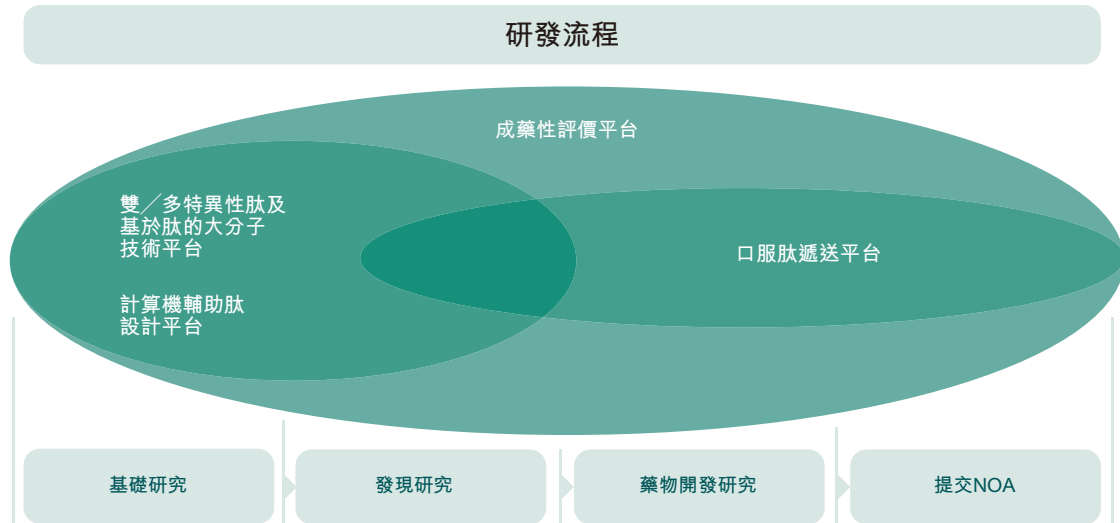 研發流程
成藥性評價平台
雙╱多特異性肽及
基於肽的大分子
技術平台
口服肽遞送平台
計算機輔助肽
設計平台
基礎研究
發現研究
藥物開發研究
提交NOA